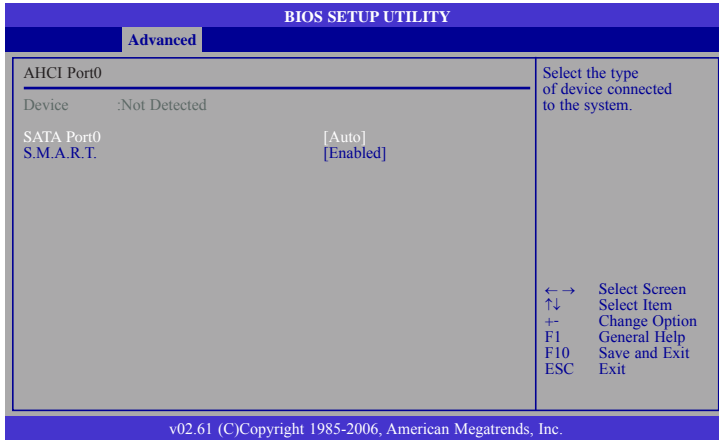 BIOS SETUP UTILITY
Advanced
AHCI Port0
Device :Not Detected
SATA Port0 [Auto]
S.M.A.R.T. [Enabled]
Select the type
of device connected
to the system.
←→ Select Screen
↑↓ Select Item
+- Change Option
F1 General Help
F10 Save and Exit
ESC Exit
v02.61 (C)Copyright 1985-2006, American Megatrends, Inc.